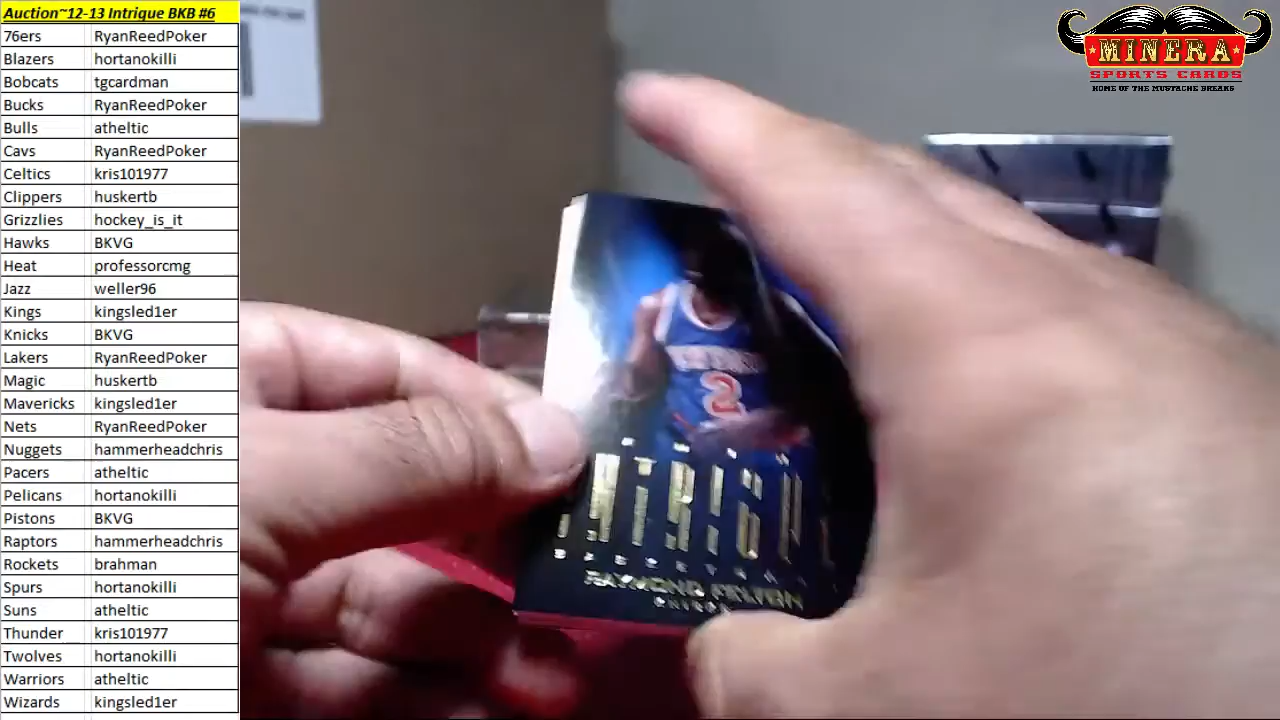 Auction~12-13 Intrigue BKB #6
76ers RyanReedPoker
Blazers hortanokilli
Bobcats tgcardman
Bucks RyanReedPoker
Bulls atheltic
Cavs RyanReedPoker
Celtics kris101977
Clippers huskertb
Grizzlies hockey_is_it
Hawks BKVG
Heat professorcmg
Jazz weller96
Kings kingsled1er
Knicks BKVG
Lakers RyanReedPoker
Magic huskertb
Mavericks kingsled1er
Nets RyanReedPoker
Nuggets hammerheadchris
Pacers atheltic
Pelicans hortanokilli
Pistons BKVG
Raptors hammerheadchris
Rockets brahman
Spurs hortanokilli
Suns atheltic
Thunder kris101977
Twolves hortanokilli
Warriors atheltic
Wizards kingsled1er
MINERA
SPORTS CARDS
HOME OF THE MUSTACHE BREAKS
2
RAYMOND FELTON